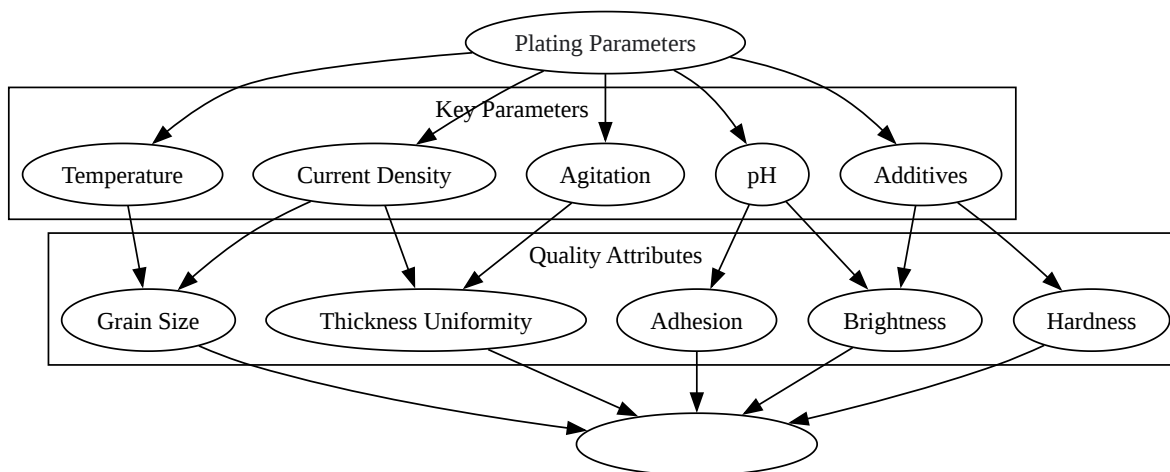 Plating Parameters
Key Parameters
Temperature
Current Density
Agitation
pH
Additives
Quality Attributes
Grain Size
Thickness Uniformity
Adhesion
Brightness
Hardness